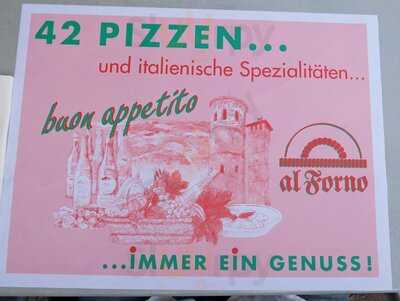 42 PIZZEN...
und italienische Spezialitäten...
buon appetito
al Forno
...iMMER EiN GENUSS!